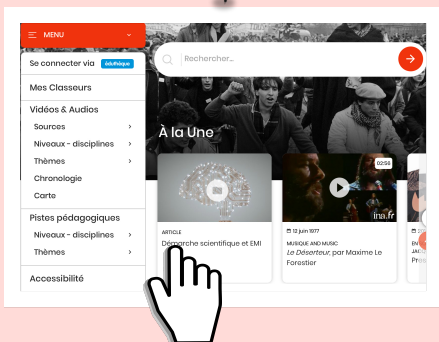 MENU
Rechercher...
Se connecter via éduthèque
Mes Classeurs
Vidéos & Audios
Sources
Niveaux - disciplines
Thèmes
Chronologie
Carte
Pistes pédagogiques
Niveaux - disciplines
Thèmes
Accessibilité
À la Une
ARTICLE
Démarche scientifique et EMI
02:56
ina.fr
12 juin 1977
MUSIQUE AND MUSIC
Le Déserteur, par Maxime Le
Forestier